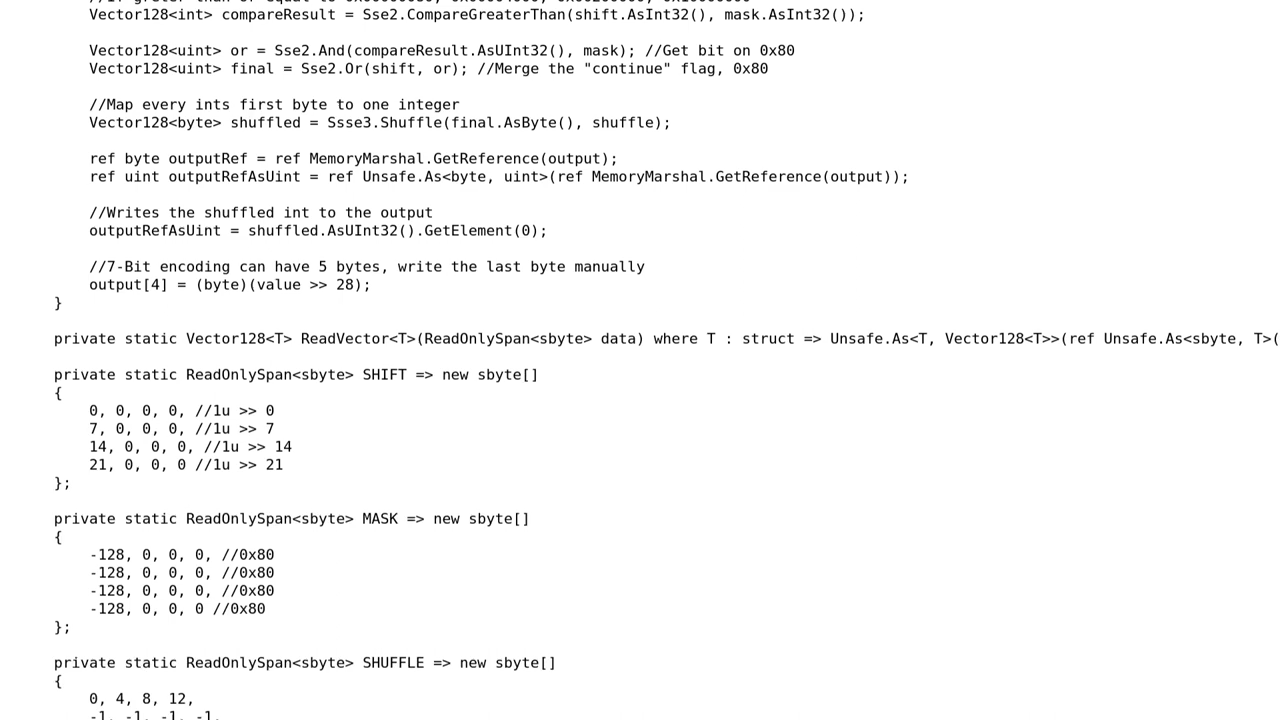 Vector128<int> compareResult = Sse2.CompareGreaterThan(shift.AsInt32(), mask.AsInt32());
Vector128<uint> or = Sse2.And(compareResult.AsUInt32(), mask); //Get bit on 0x80
Vector128<uint> final = Sse2.Or(shift, or); //Merge the "continue" flag, 0x80
//Map every ints first byte to one integer
Vector128<byte> shuffled = Ssse3.Shuffle(final.AsByte(), shuffle);
ref byte outputRef = ref MemoryMarshal.GetReference(output);
ref uint outputRefAsUint = ref Unsafe.As<byte, uint>(ref MemoryMarshal.GetReference(output));
//Writes the shuffled int to the output
outputRefAsUint = shuffled.AsUInt32().GetElement(0);
//7-Bit encoding can have 5 bytes, write the last byte manually
output[4] = (byte)(value >> 28);
}
private static Vector128<T> ReadVector<T>(ReadOnlySpan<sbyte> data) where T : struct => Unsafe.As<T, Vector128<T>>(ref Unsafe.As<sbyte, T>(
private static ReadOnlySpan<sbyte> SHIFT => new sbyte[]
{
0, 0, 0, 0, //1u >> 0
7, 0, 0, 0, //1u >> 7
14, 0, 0, 0, //1u >> 14
21, 0, 0, 0 //1u >> 21
};
private static ReadOnlySpan<sbyte> MASK => new sbyte[]
{
-128, 0, 0, 0, //0x80
-128, 0, 0, 0, //0x80
-128, 0, 0, 0, //0x80
-128, 0, 0, 0 //0x80
};
private static ReadOnlySpan<sbyte> SHUFFLE => new sbyte[]
{
0, 4, 8, 12,
-1, -1, -1, -1,